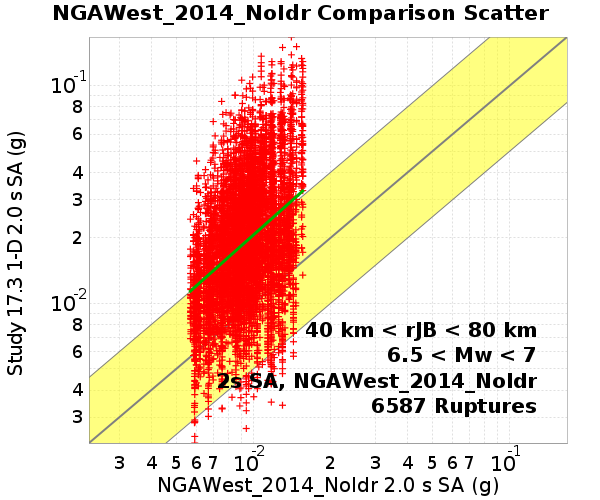 NGAWest_2014_NoIdr Comparison Scatter
Study 17.3 1-D 2.0 s SA (g)
10-1
8
6
4
3
2
10-2
8
6
4
3
40 km < rJB < 80 km
6.5 < Mw < 7
2s SA, NGAWest_2014_NoIdr
6587 Ruptures
3 4 5 6 7 10-2 2 3 4 5 6 7 10-1
NGAWest_2014_NoIdr 2.0 s SA (g)